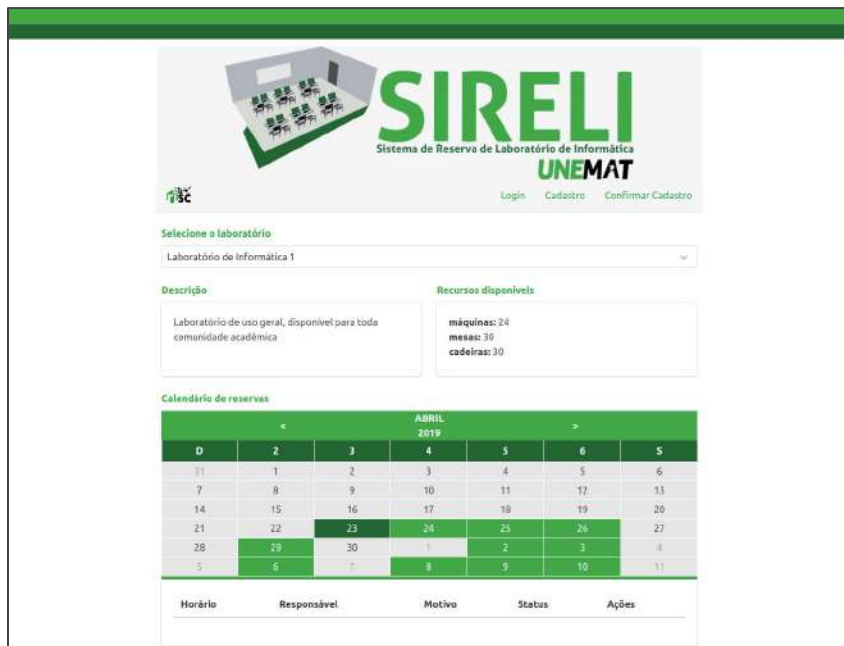 SIRELI
Sistema de Reserva de Laboratório de Informática
UNEMAT
SC
Login Cadastro Confirmar Cadastro
Selecione o laboratório
Laboratório de Informática 1
Descrição Recursos disponíveis
Laboratório de uso geral, disponível para toda comunidade acadêmica
máquinas: 24
mesas: 30
cadeiras: 30
Calendário de reservas
< ABRIL >
2019
D 2 3 4 5 6 S
31 1 2 3 4 5 6
7 8 9 10 11 12 13
14 15 16 17 18 19 20
21 22 23 24 25 26 27
28 29 30 1 2 3 4
5 6 7 8 9 10 11
Horário Responsável Motivo Status Ações